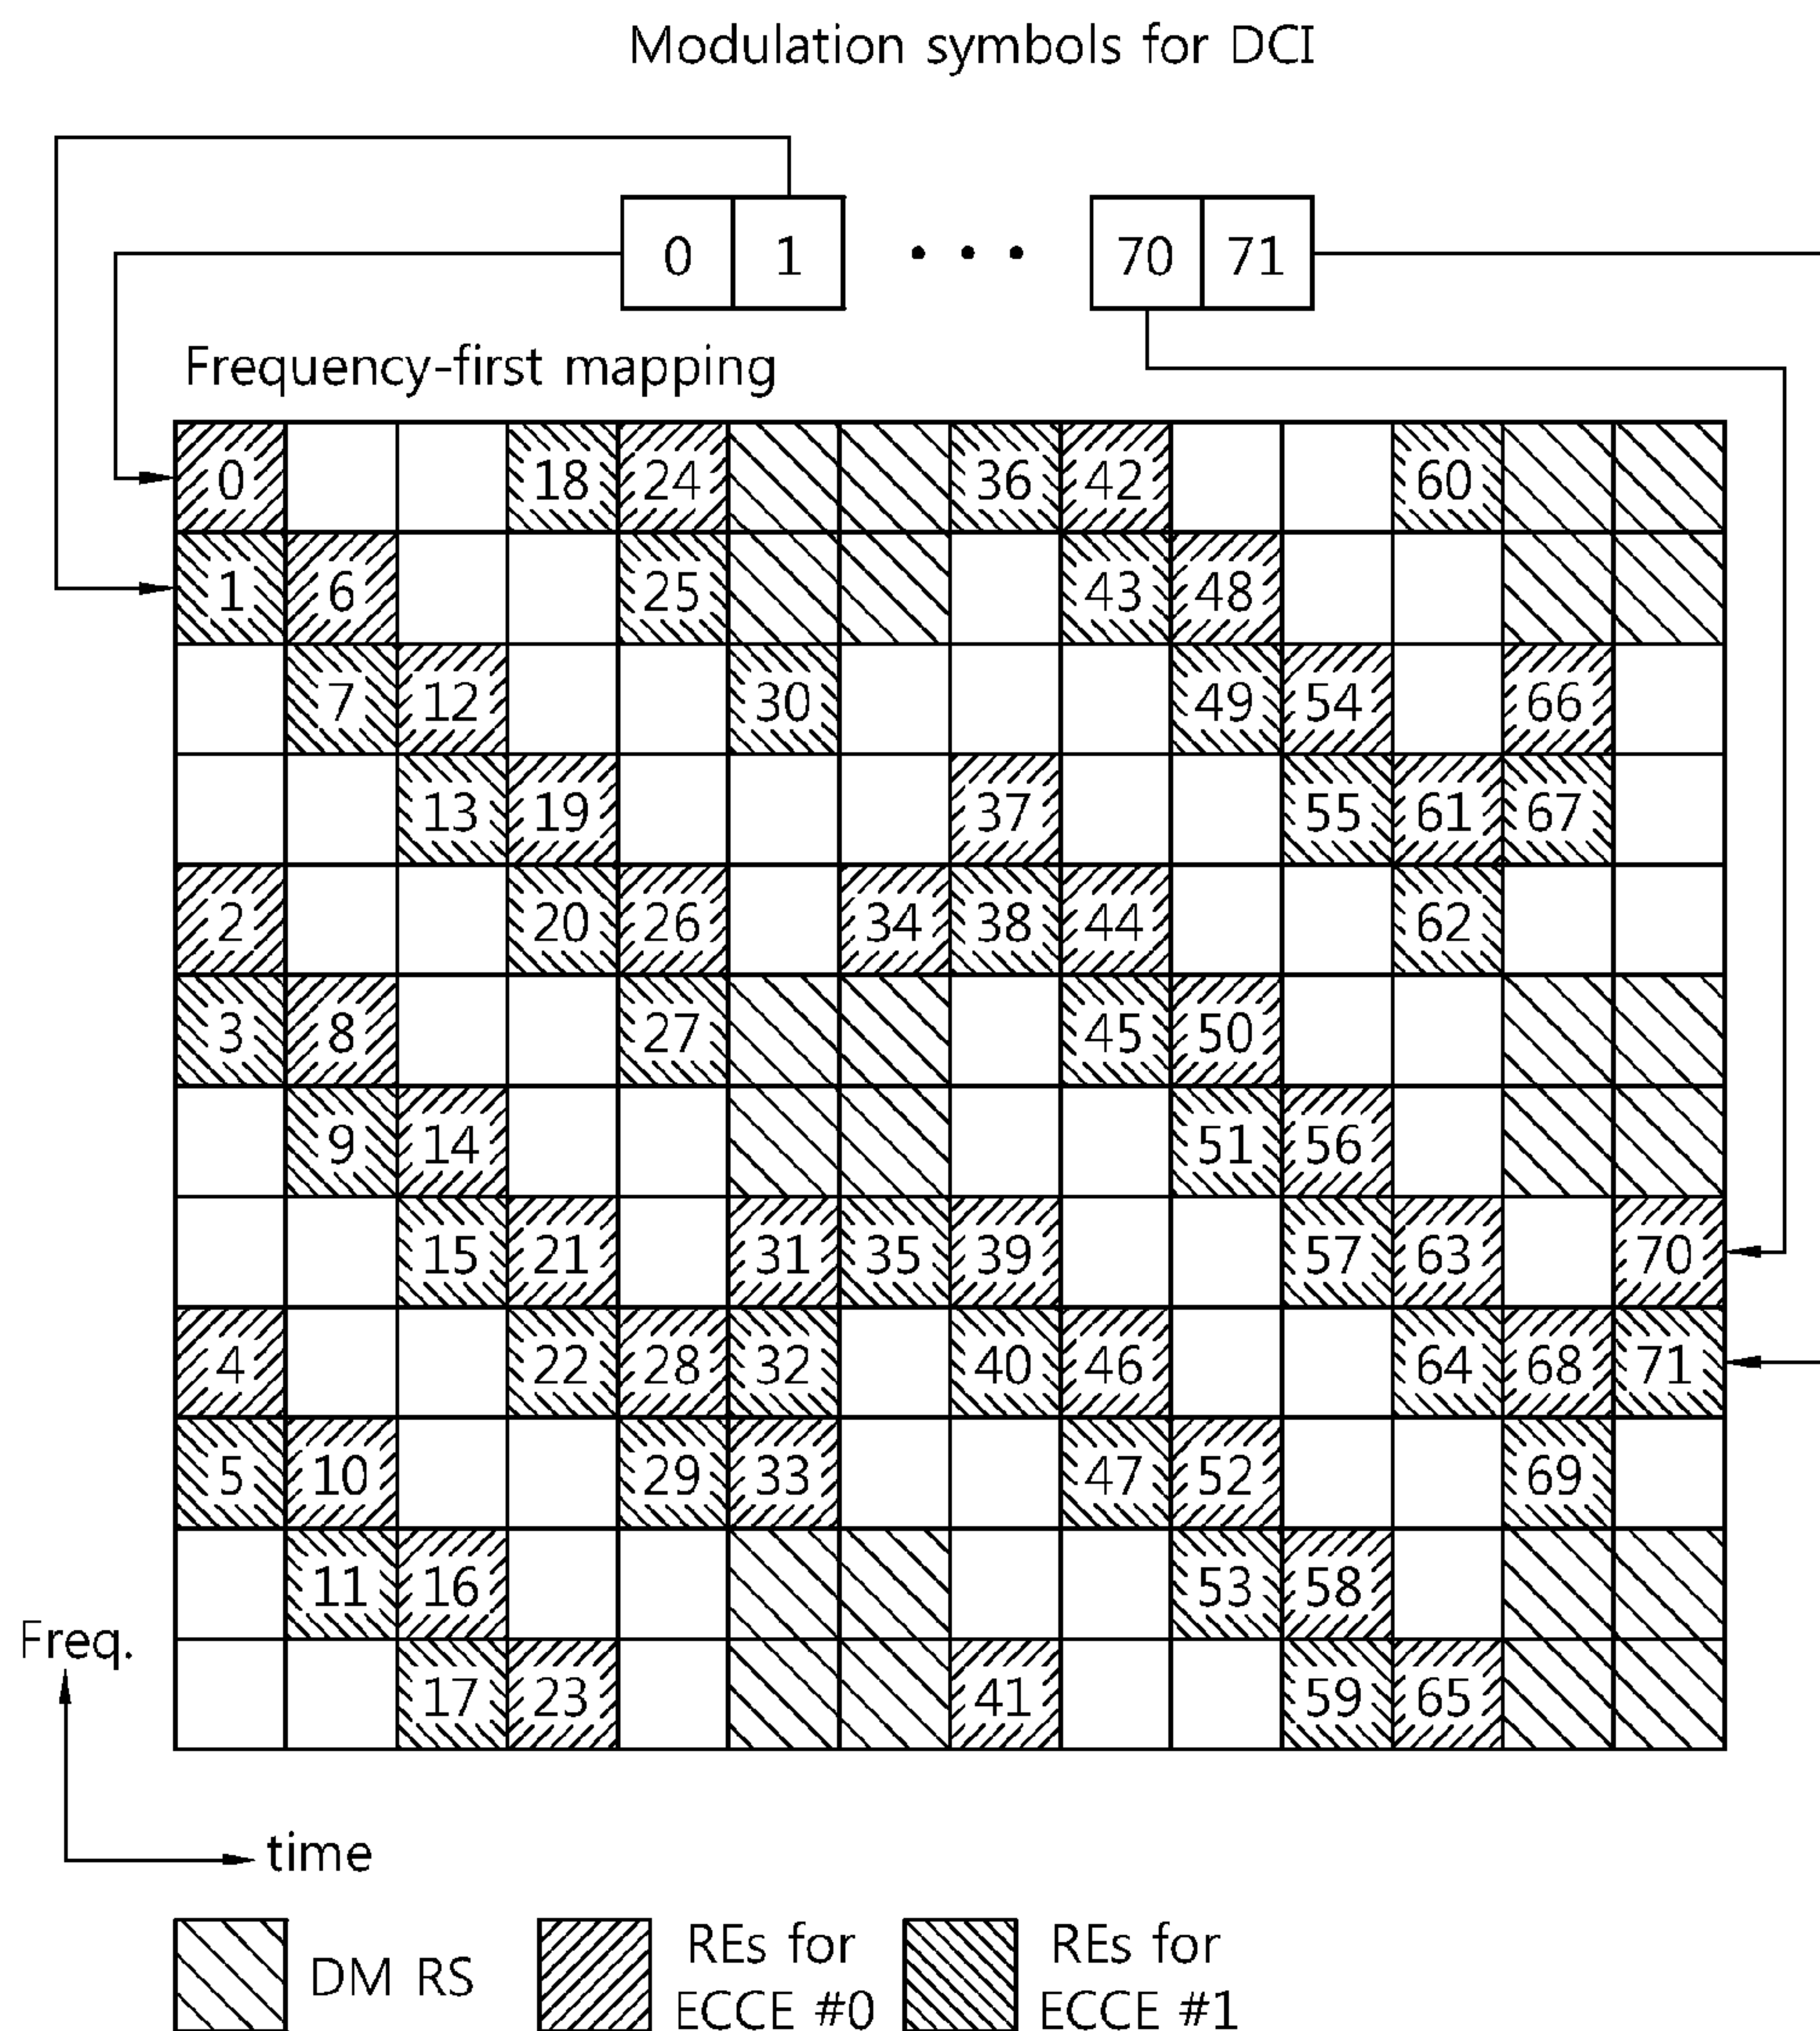 Modulation symbols for DCI
0 1 • • • 70 71
Frequency-first mapping
0 18 24 36 42 60
1 6 25 43 48
7 12 30 49 54 66
13 19 37 55 61 67
2 20 26 34 38 44 62
3 8 27 45 50
9 14 51 56
15 21 31 35 39 57 63 70
4 22 28 32 40 46 64 68 71
5 10 29 33 47 52 69
11 16 53 58
Freq.
17 23 41 59 65
time
DM RS
REs for
ECCE #0
REs for
ECCE #1